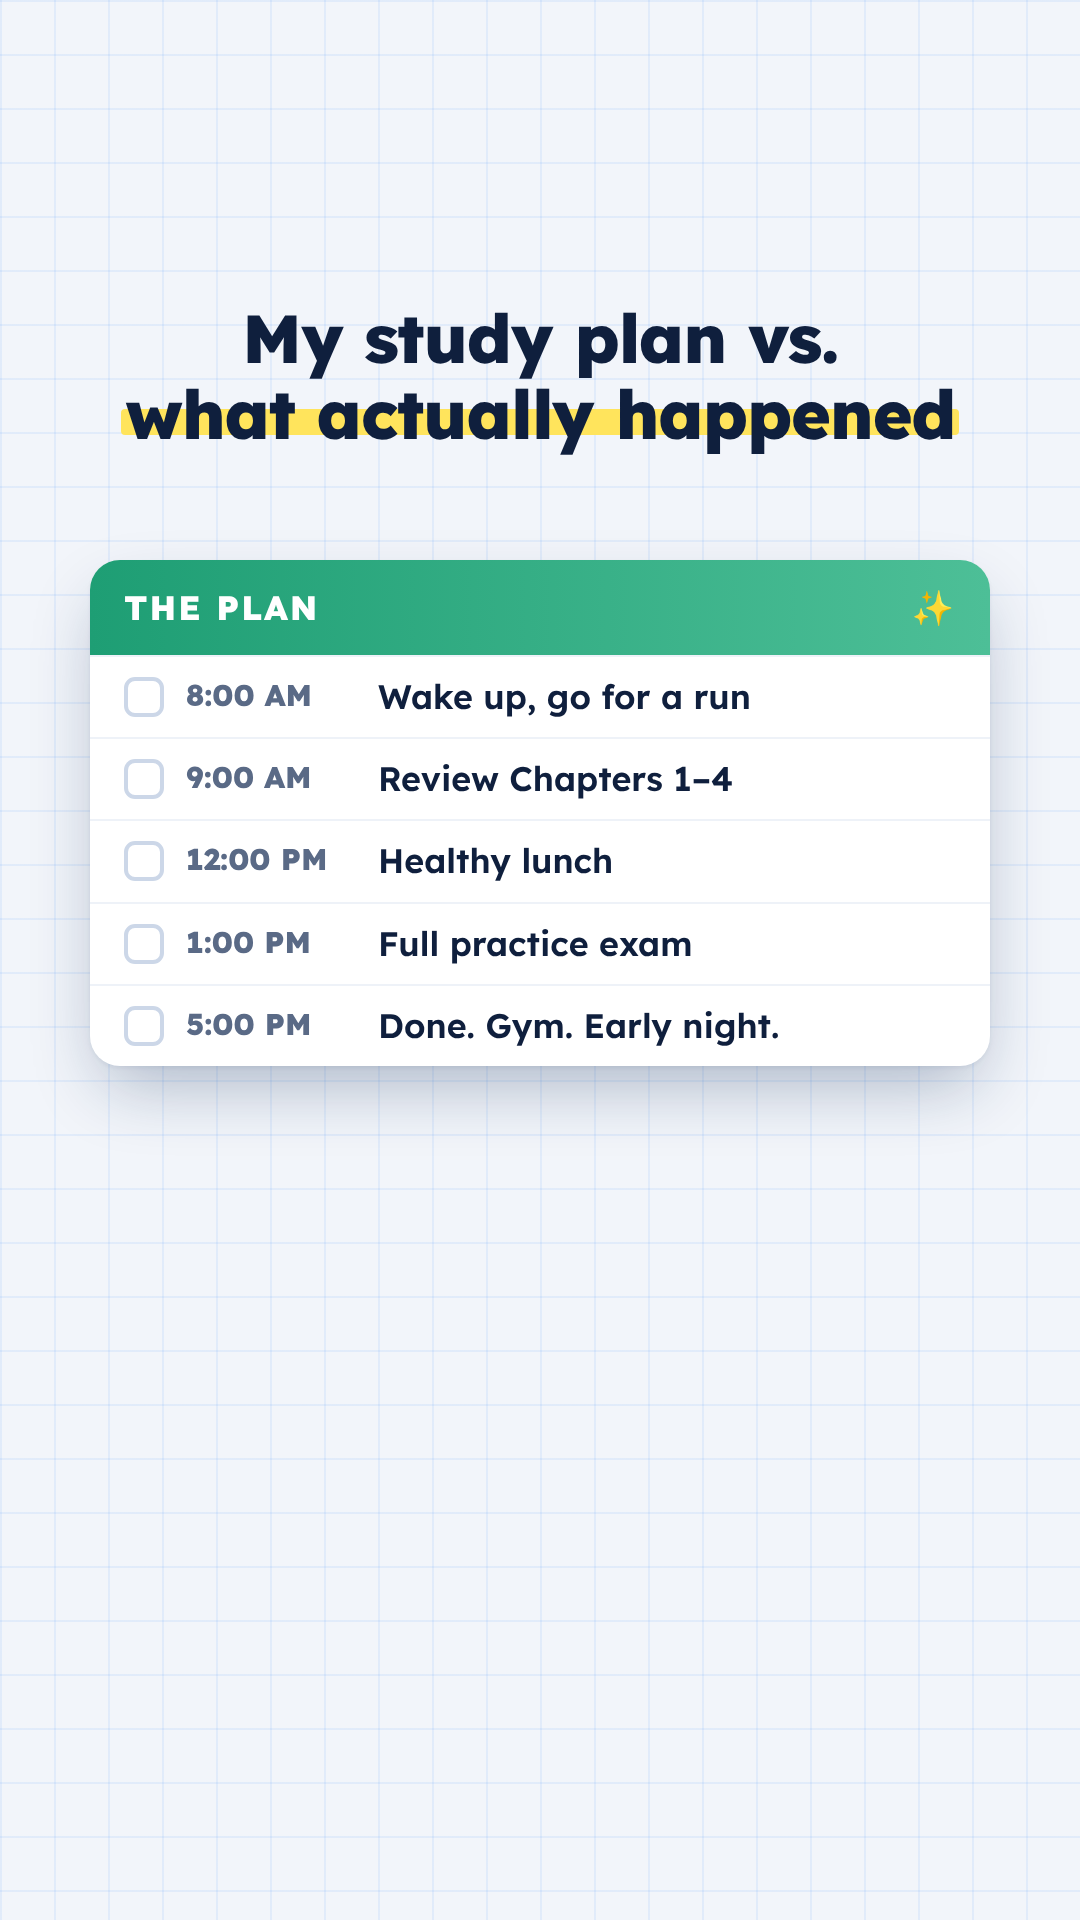 My study plan vs.
what actually happened
THE PLAN ✨
8:00 AM Wake up, go for a run
9:00 AM Review Chapters 1–4
12:00 PM Healthy lunch
1:00 PM Full practice exam
5:00 PM Done. Gym. Early night.